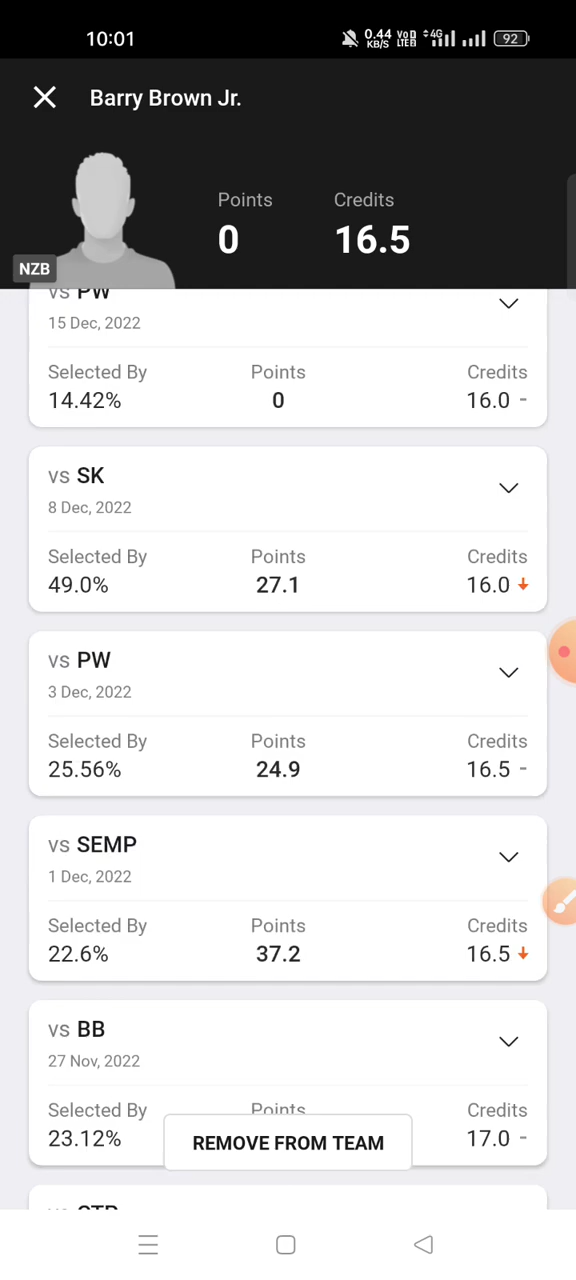 10:01 0.44 KB/S VoD LTE 4G 92
Barry Brown Jr.
Points Credits
0 16.5
NZB
vs PW
15 Dec, 2022
Selected By Points Credits
14.42% 0 16.0 -
vs SK
8 Dec, 2022
Selected By Points Credits
49.0% 27.1 16.0
vs PW
3 Dec, 2022
Selected By Points Credits
25.56% 24.9 16.5 -
vs SEMP
1 Dec, 2022
Selected By Points Credits
22.6% 37.2 16.5
vs BB
27 Nov, 2022
Selected By Points Credits
23.12% 17.0 -
REMOVE FROM TEAM